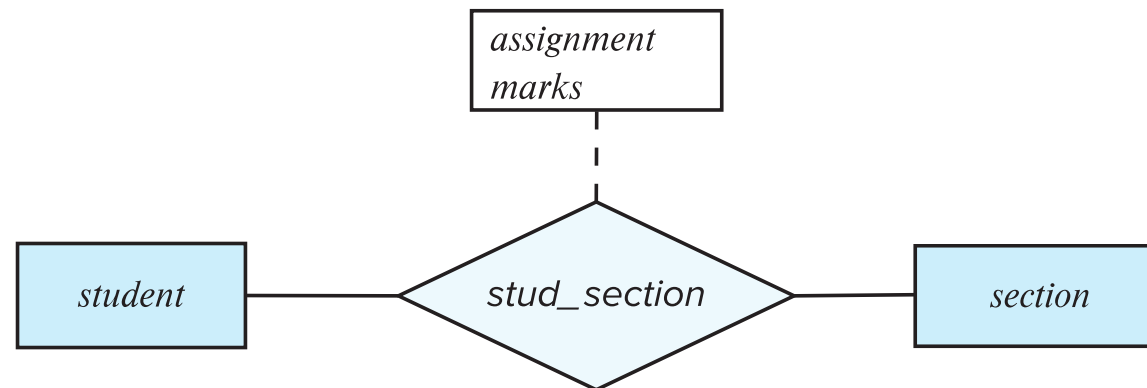 assignment
marks
student
stud_section
section